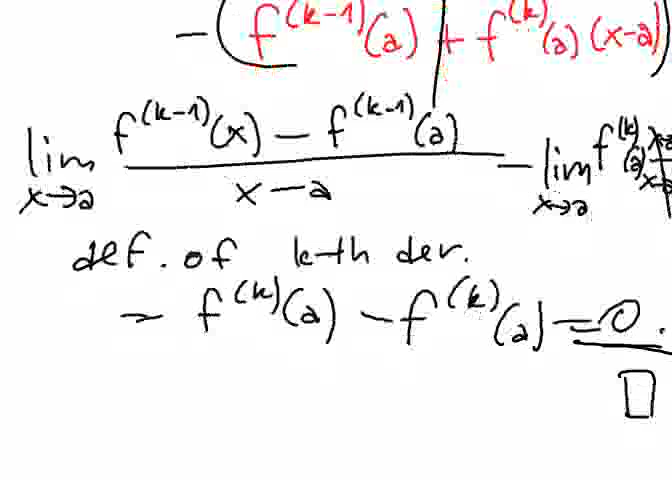 - (f^(k-1)(a) + f^(k)(a)(x-a))
lim x→a (f^(k-1)(x) - f^(k-1)(a)) / (x-a) - lim x→a f^(k)(a) (x-a)/(x-a)
def. of k-th der.
= f^(k)(a) - f^(k)(a) = 0. □